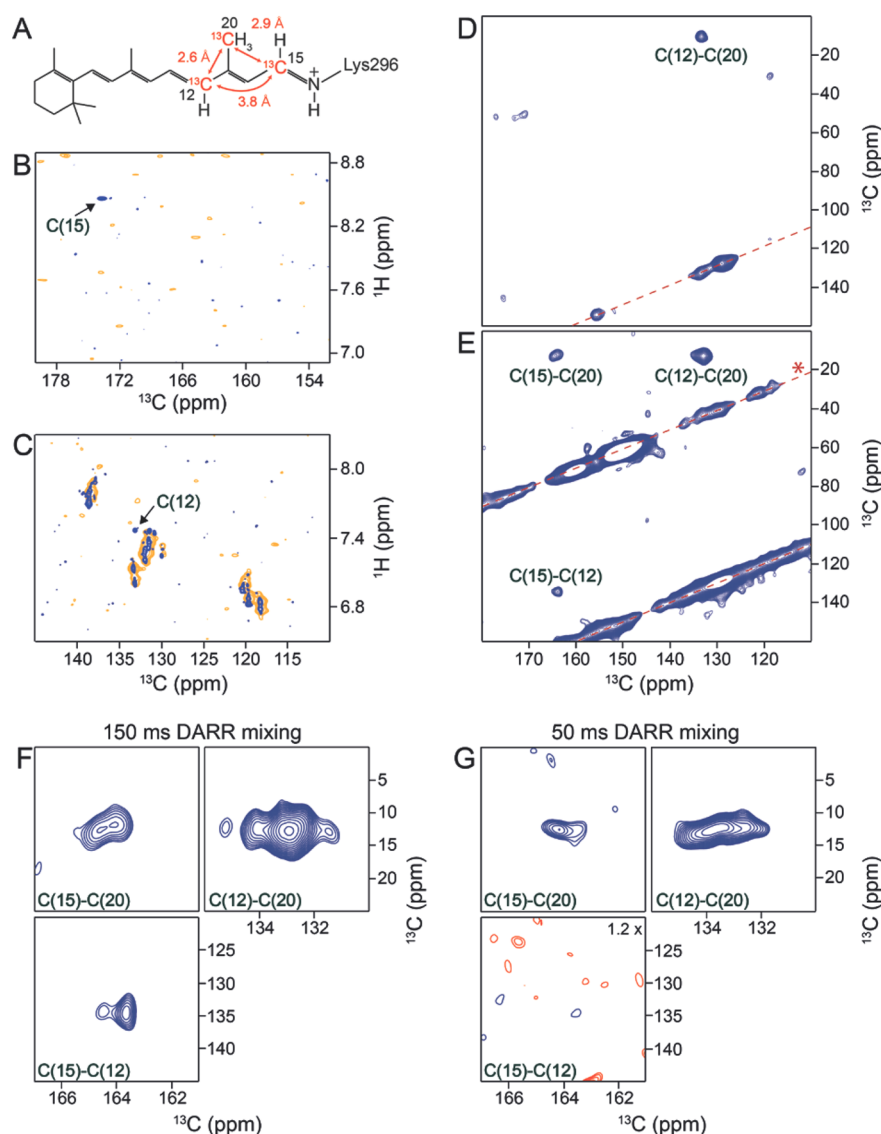 A
20
2.9 Å
¹³C
H₃
H
2.6 Å
¹³C
15
Lys296
¹³C
+
N
12
H
3.8 Å
H
B
8.8
C(15)
8.2
7.6
7.0
¹H (ppm)
178 172 166 160 154
¹³C (ppm)
C
8.0
C(12)
7.4
6.8
¹H (ppm)
140 135 130 125 120 115
¹³C (ppm)
D
C(12)-C(20)
20
40
60
80
100
120
140
¹³C (ppm)
E
C(15)-C(20) C(12)-C(20)
*
20
40
60
80
100
120
C(15)-C(12)
140
¹³C (ppm)
170 160 150 140 130 120
¹³C (ppm)
150 ms DARR mixing
F
5
10
15
20
¹³C (ppm)
C(15)-C(20) C(12)-C(20)
134 132
125
130
135
140
C(15)-C(12)
166 164 162
¹³C (ppm)
50 ms DARR mixing
G
5
10
15
20
¹³C (ppm)
C(15)-C(20) C(12)-C(20)
134 132
1.2 x
125
130
135
140
C(15)-C(12)
166 164 162
¹³C (ppm)